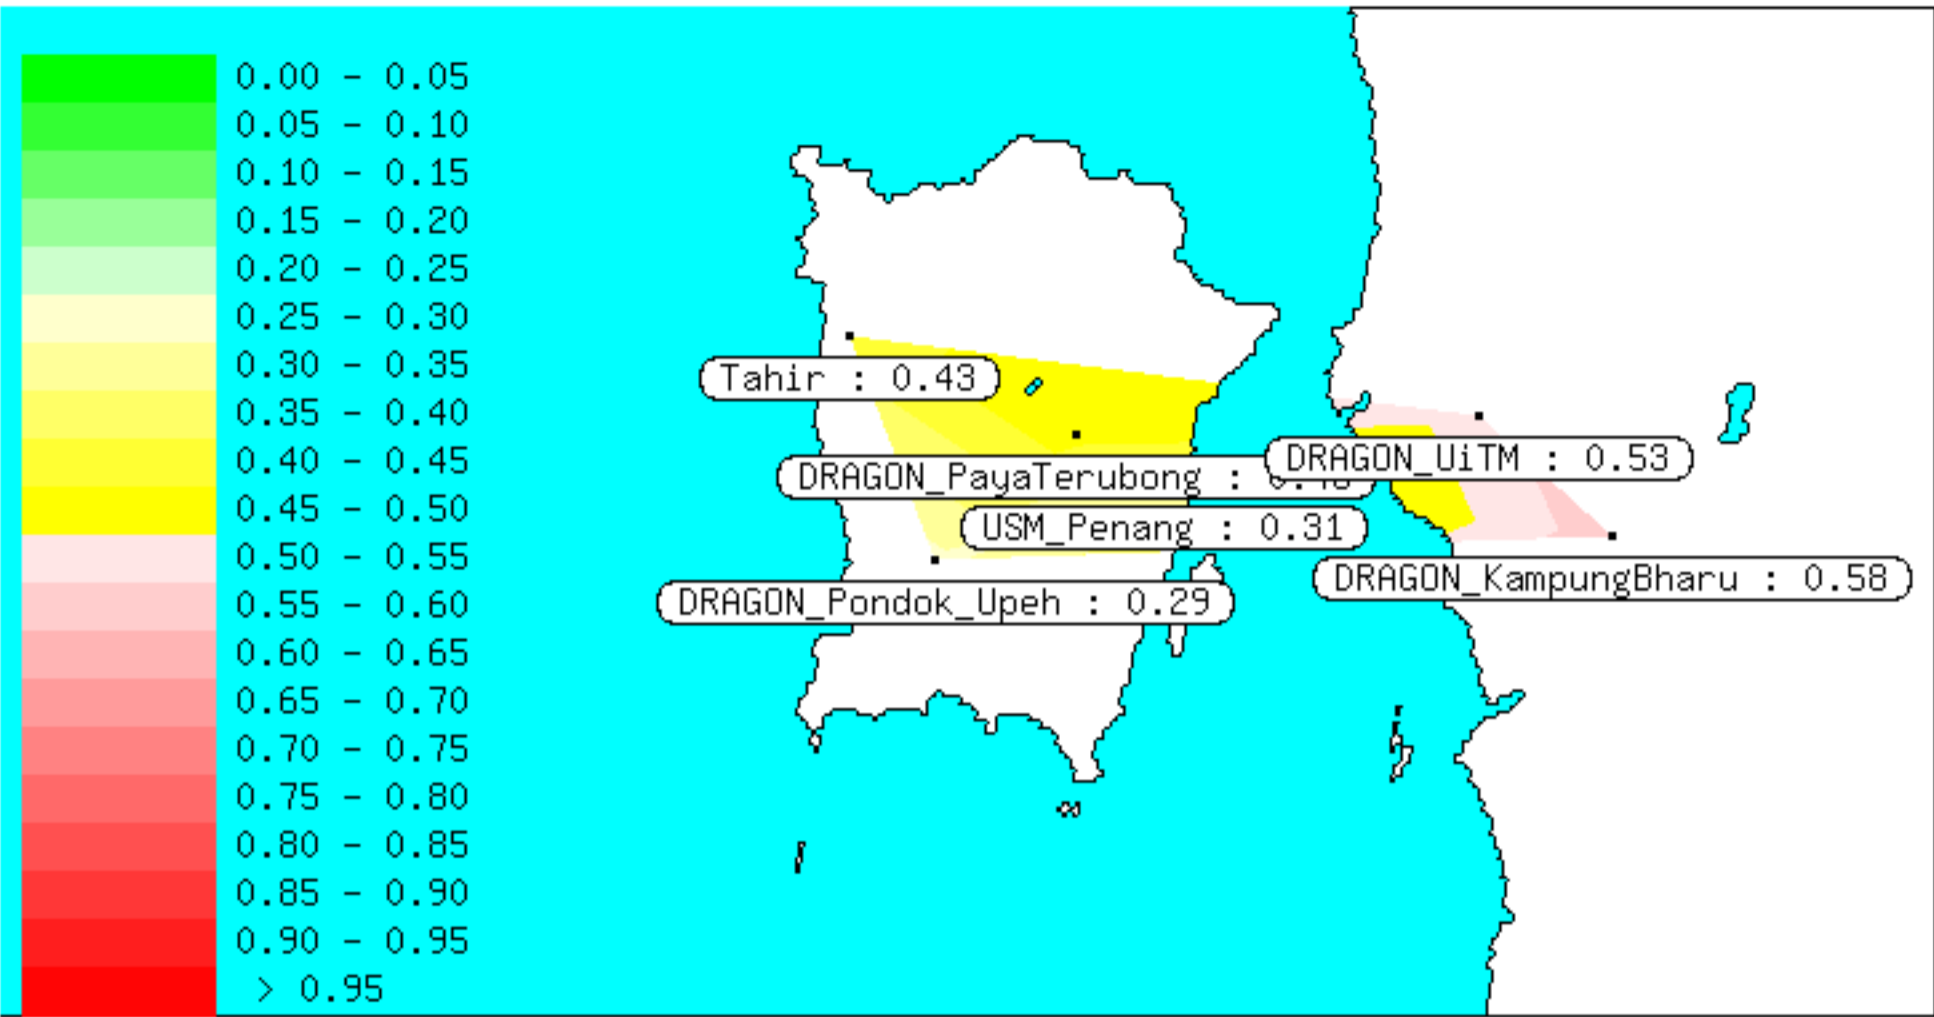 0.00 - 0.05
0.05 - 0.10
0.10 - 0.15
0.15 - 0.20
0.20 - 0.25
0.25 - 0.30
0.30 - 0.35
0.35 - 0.40
0.40 - 0.45
0.45 - 0.50
0.50 - 0.55
0.55 - 0.60
0.60 - 0.65
0.65 - 0.70
0.70 - 0.75
0.75 - 0.80
0.80 - 0.85
0.85 - 0.90
0.90 - 0.95
> 0.95
Tahir : 0.43
DRAGON_PayaTerubong :
DRAGON_UiTM : 0.53
USM_Penang : 0.31
DRAGON_KampungBharu : 0.58
DRAGON_Pondok_Upeh : 0.29